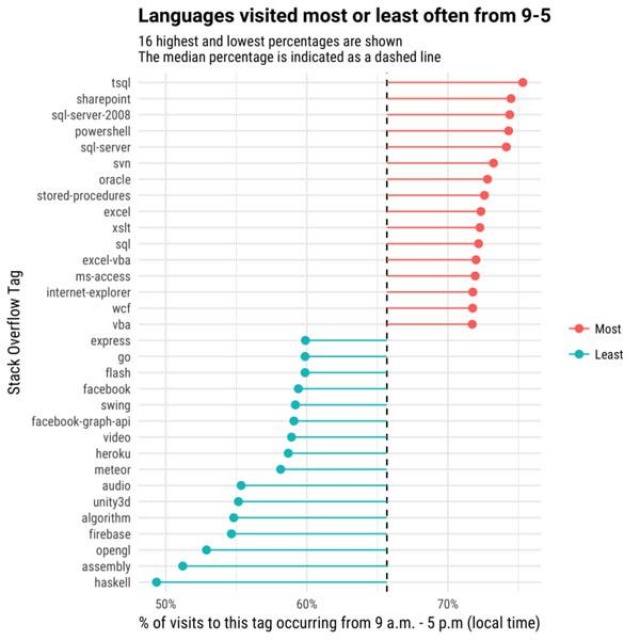 Languages visited most or least often from 9-5
16 highest and lowest percentages are shown
The median percentage is indicated as a dashed line
tsql
sharepoint
sql-server-2008
powershell
sql-server
svn
oracle
stored-procedures
excel
xslt
sql
excel-vba
ms-access
internet-explorer
wcf
vba
express
go
flash
facebook
swing
facebook-graph-api
video
heroku
meteor
audio
unity3d
algorithm
firebase
opengl
assembly
haskell
Stack Overflow Tag
Most
Least
50% 60% 70%
% of visits to this tag occurring from 9 a.m. - 5 p.m (local time)